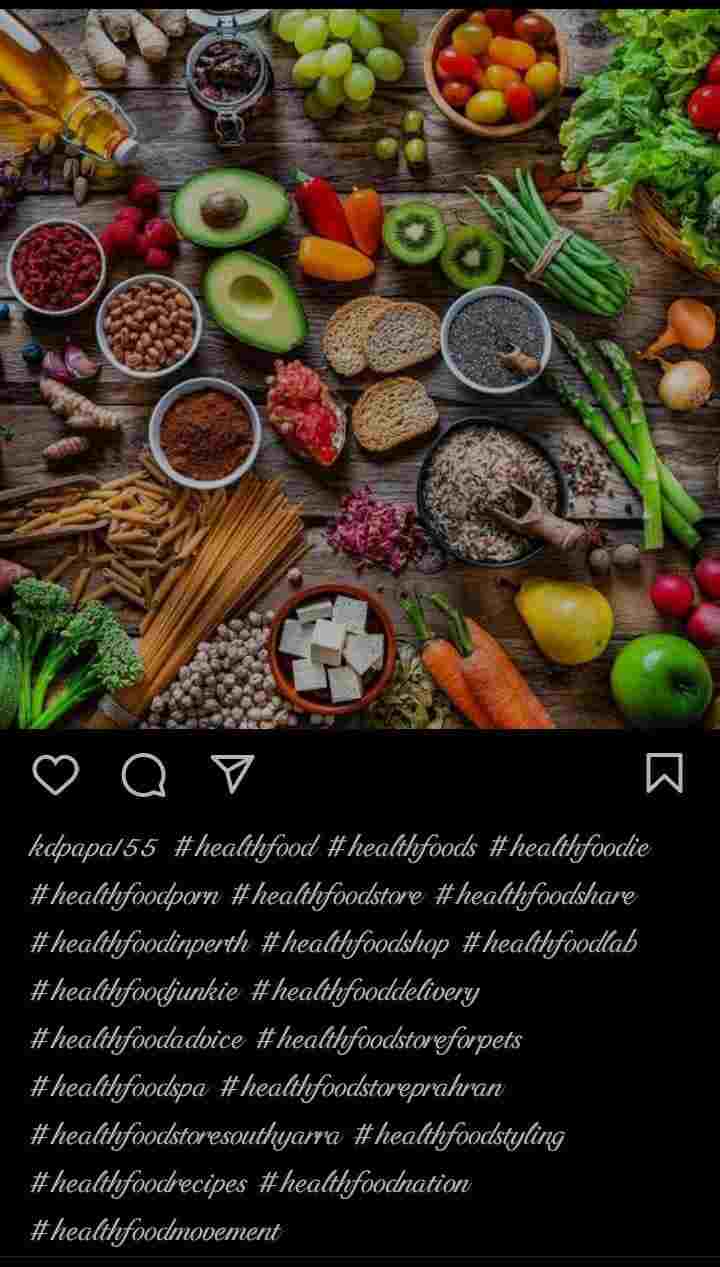 kdpapa155 #healthfood #healthfoods #healthfoodie
#healthfoodporn #healthfoodstore #healthfoodshare
#healthfoodinperth #healthfoodshop #healthfoodlab
#healthfoodjunkie #healthfooddelivery
#healthfoodadvice #healthfoodstoreforpets
#healthfoodspa #healthfoodstoreprahran
#healthfoodstoresouthyarra #healthfoodstyling
#healthfoodrecipes #healthfoodnation
#healthfoodmovement